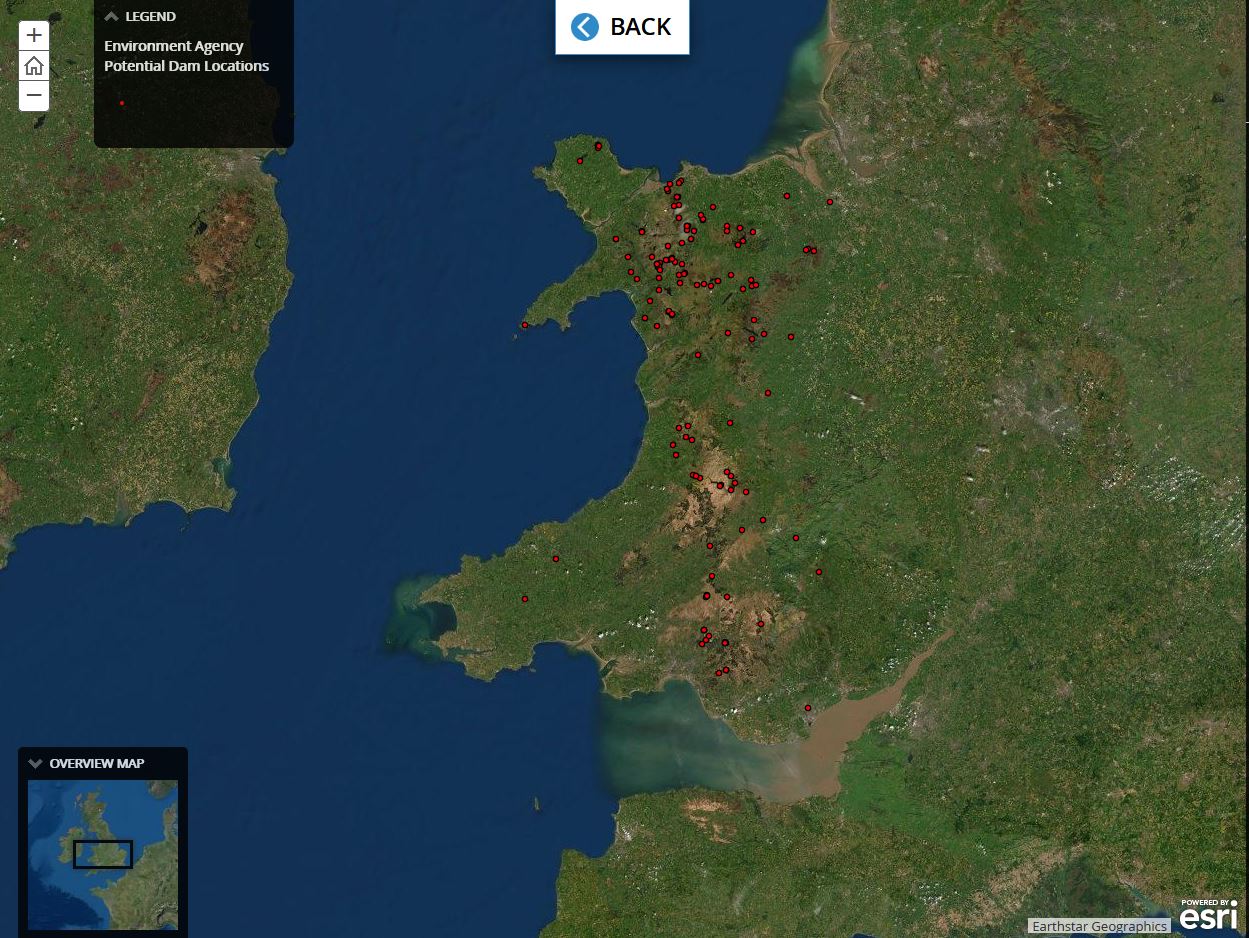 +
LEGEND
Environment Agency
Potential Dam Locations
−
BACK
OVERVIEW MAP
POWERED BY
esri
Earthstar Geographics